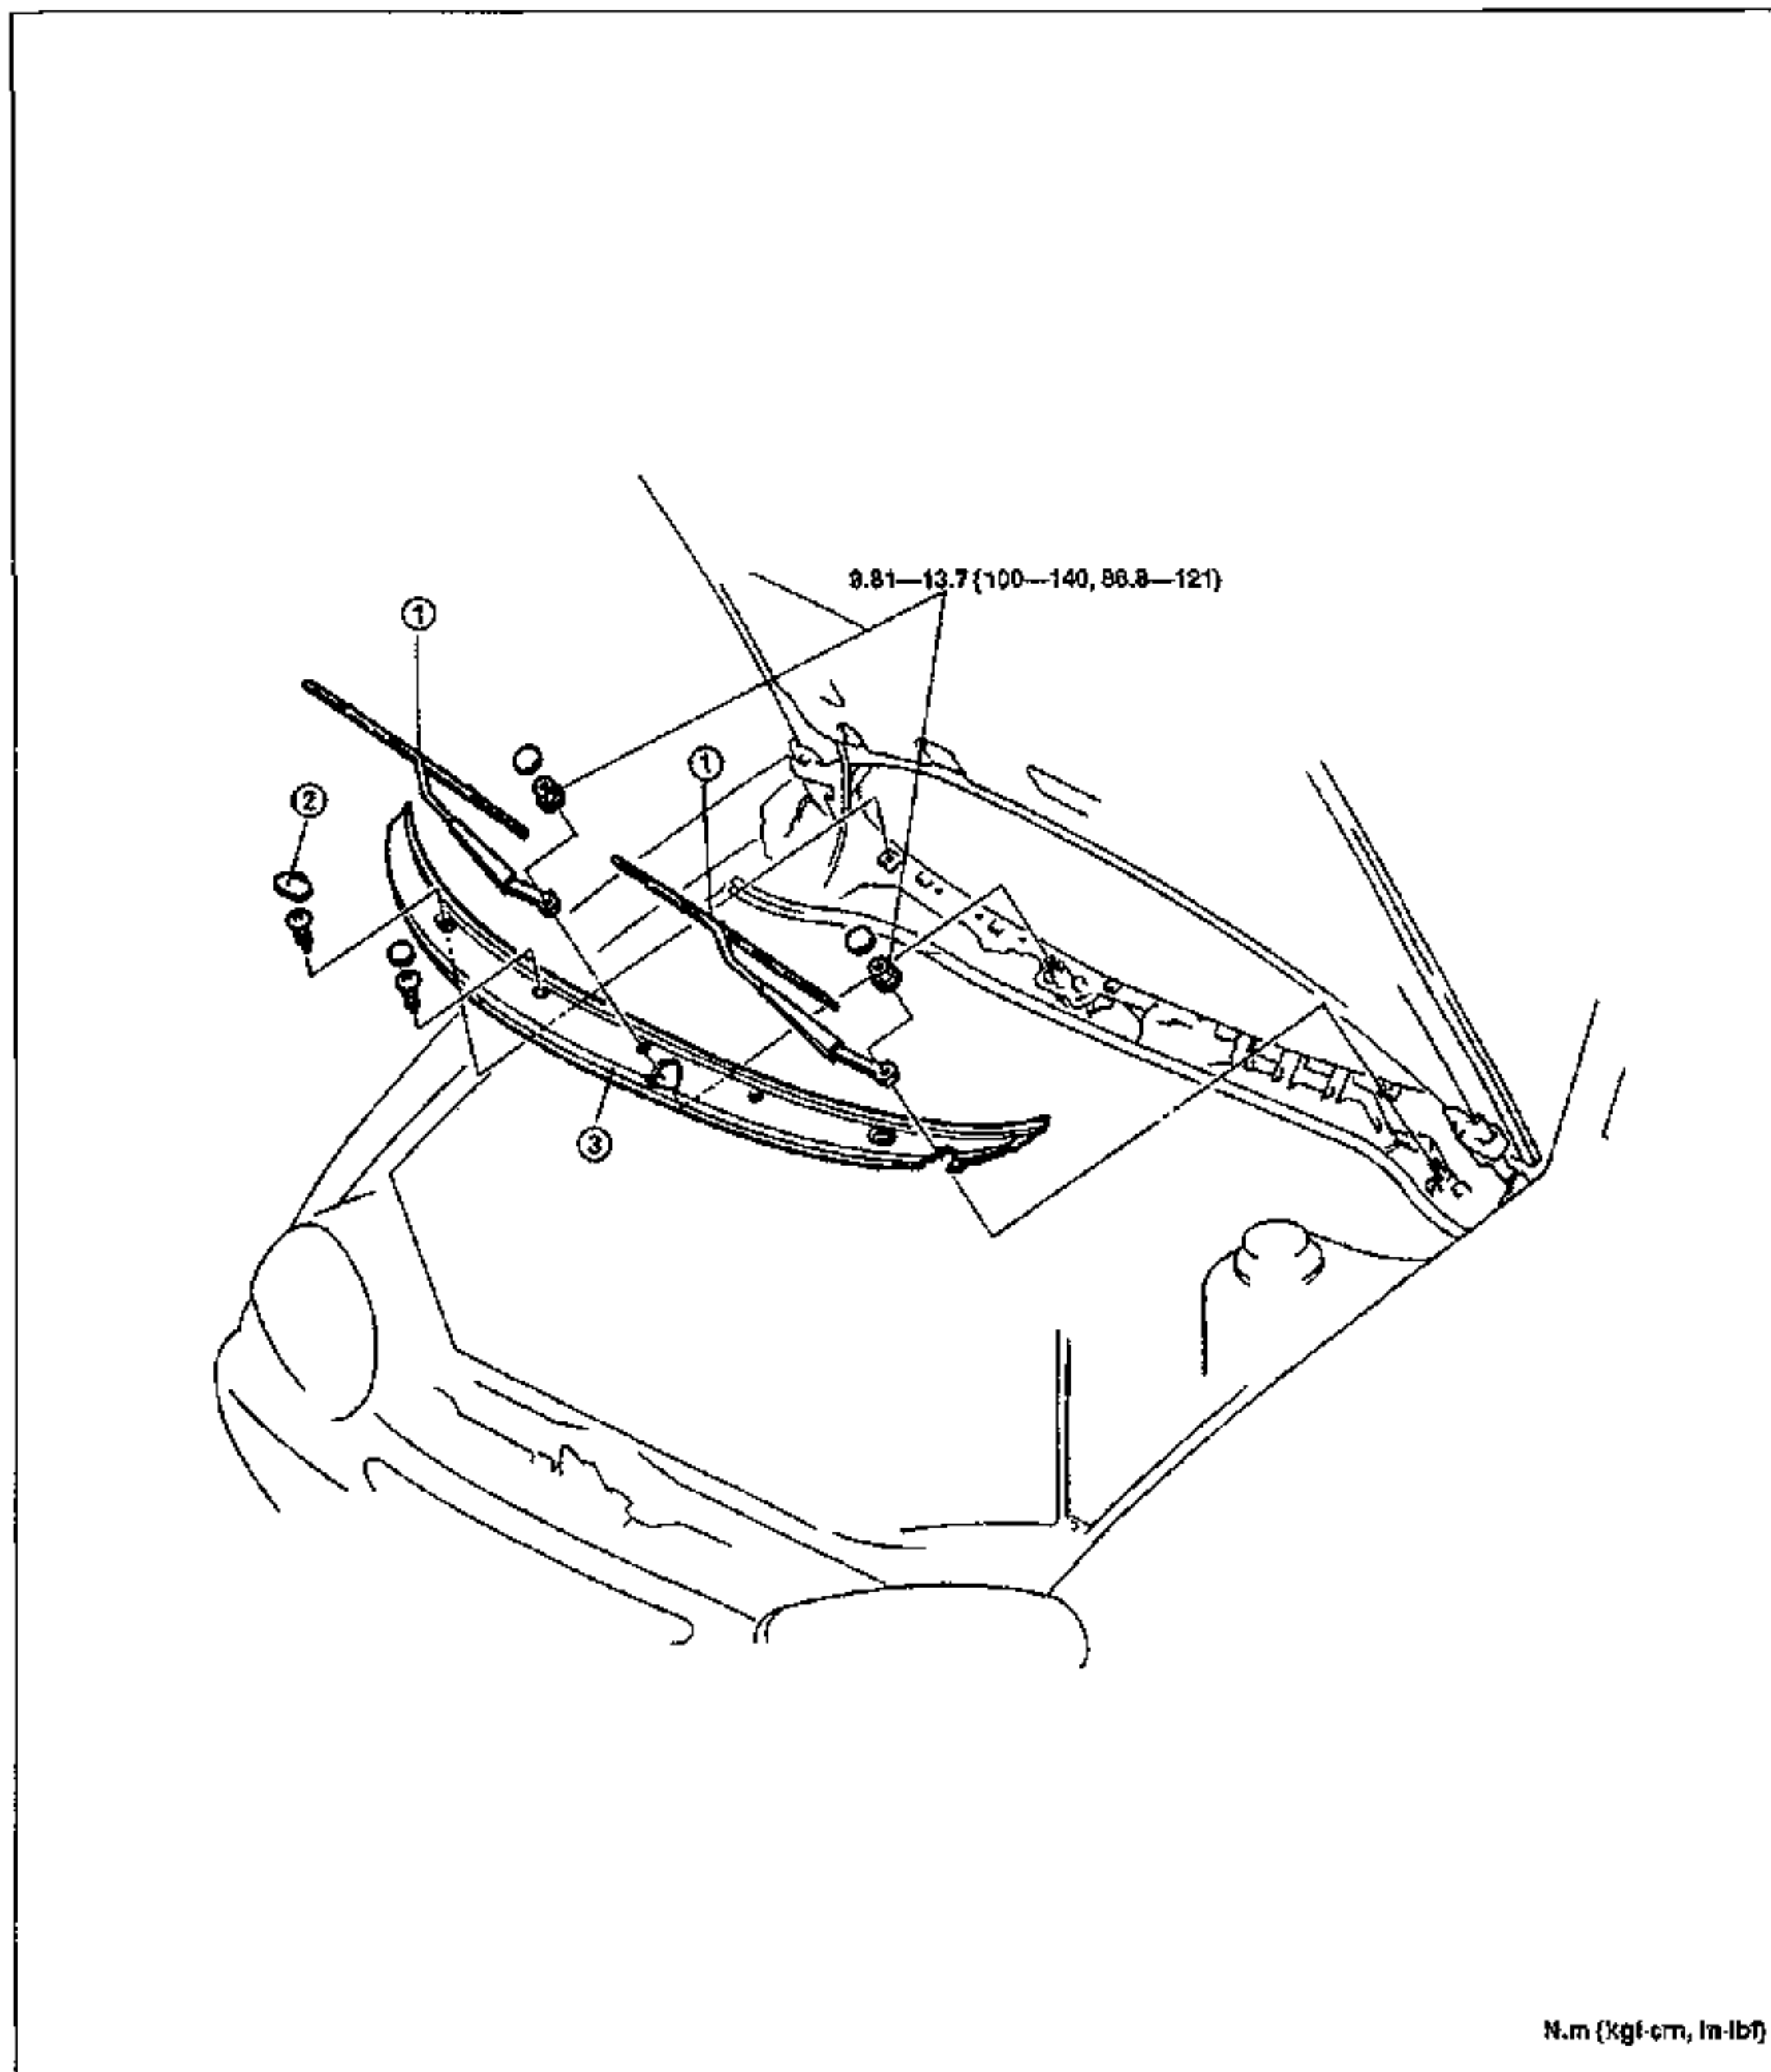 9.81—13.7 {100—140, 86.8—121}
①
①
②
③
N.m {kgf-cm, in-lbf}